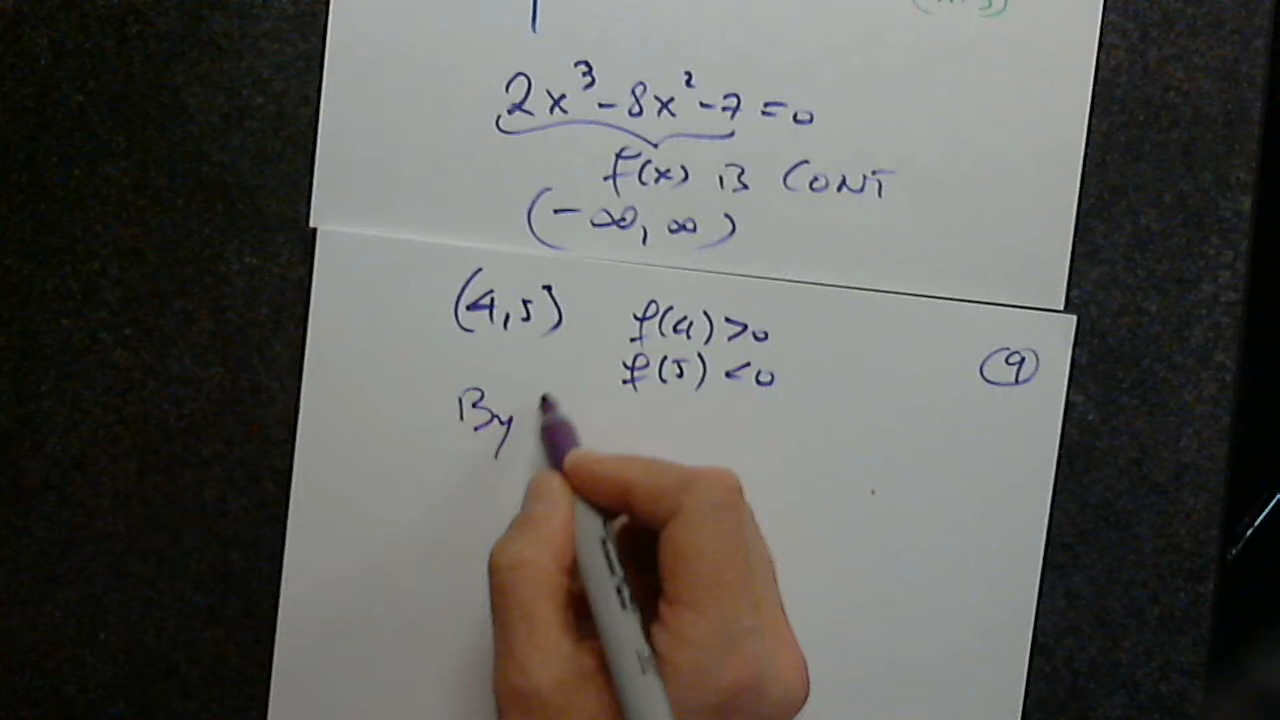 2x³-8x²-7=0
f(x) is CONT
(-∞,∞)
(4,5) f(4)>0
f(5)<0
9
By